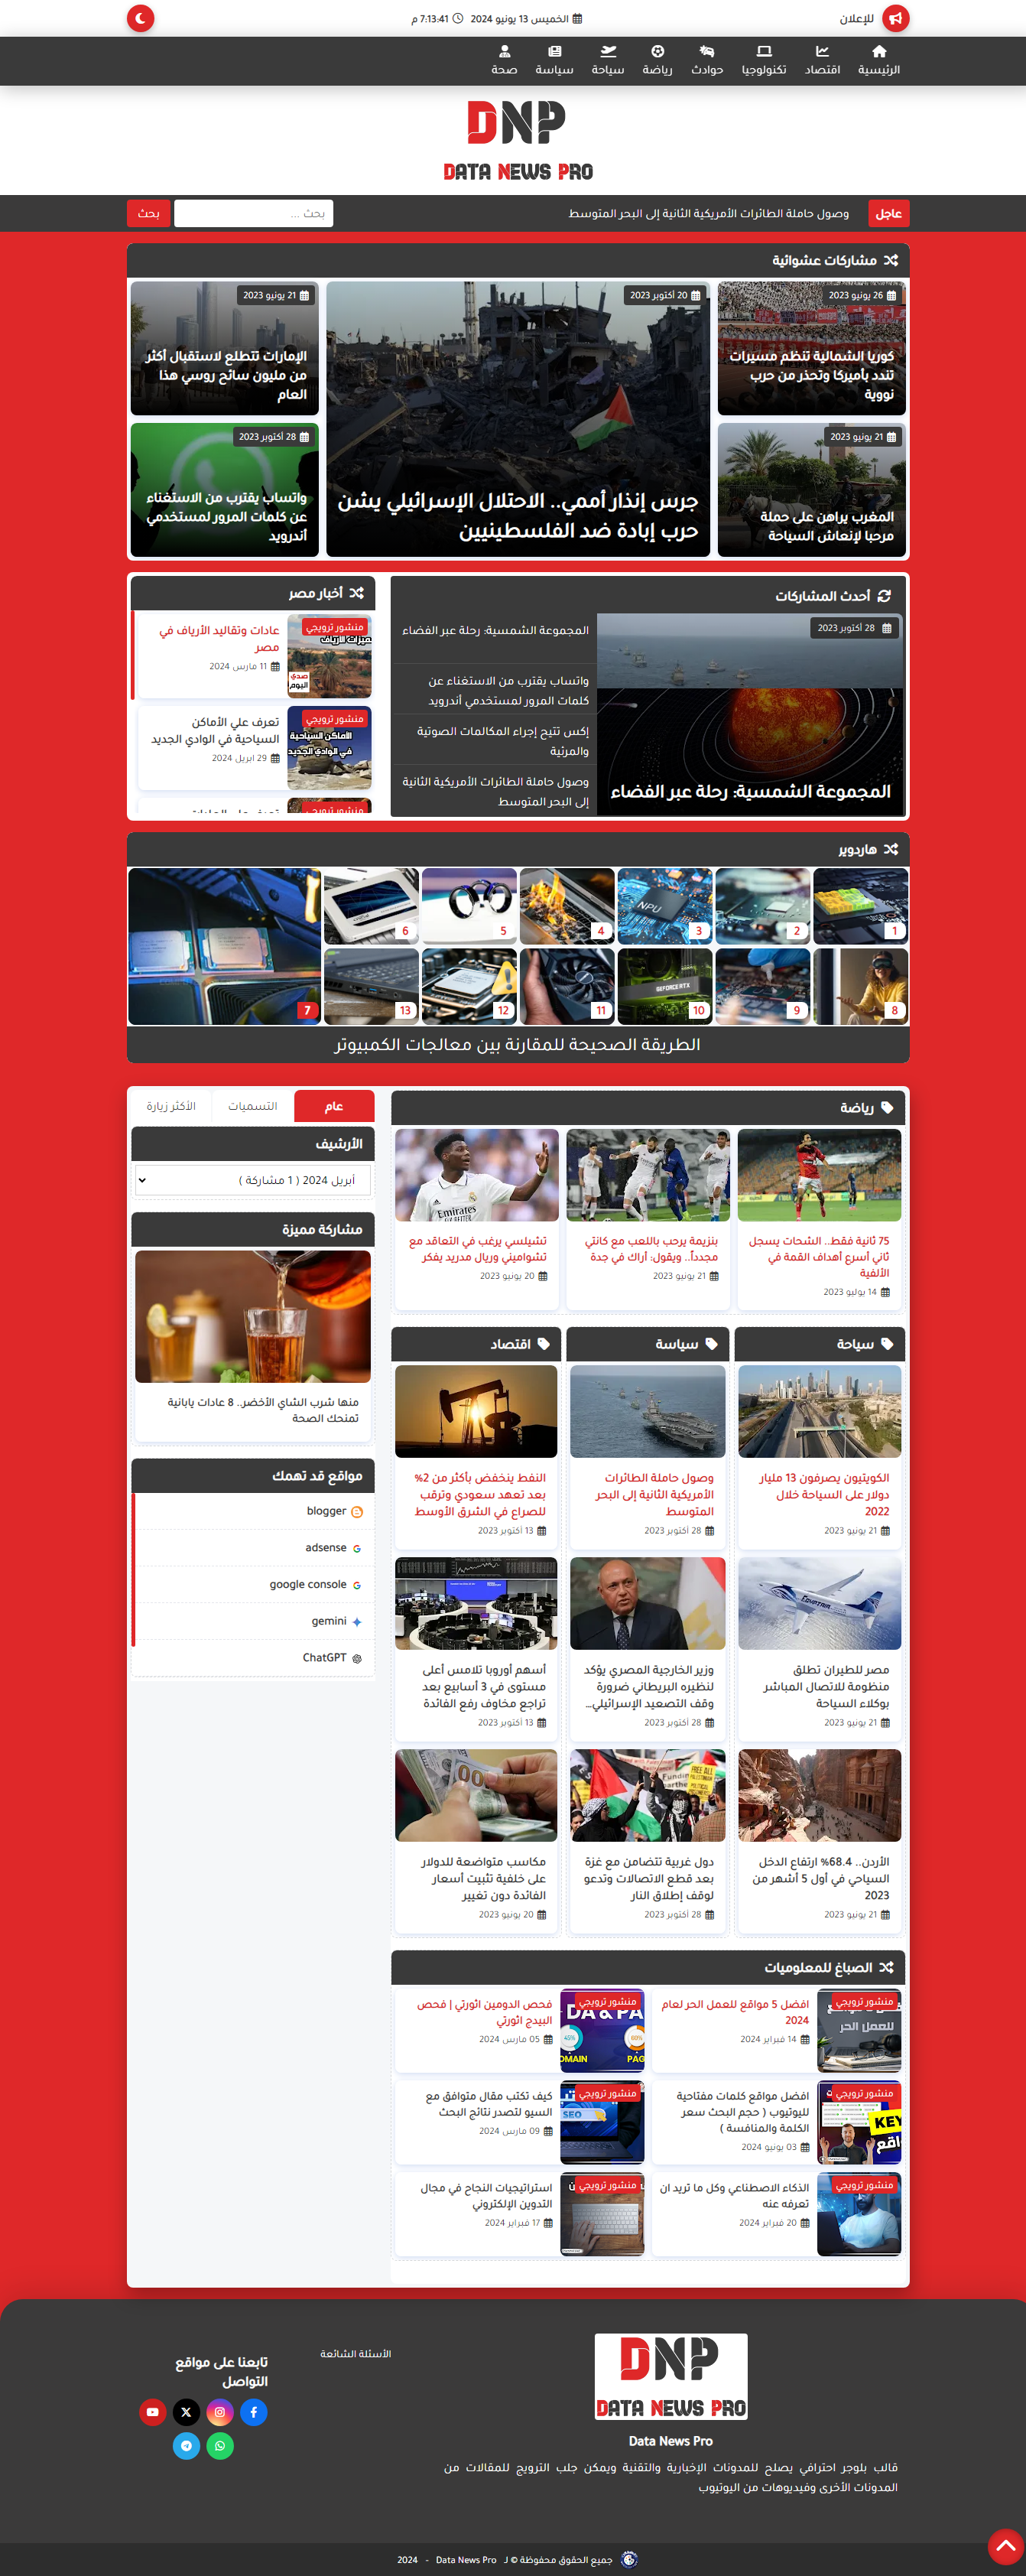 للإعلان
الخميس 13 يونيو 2024 7:13:41 م
الرئيسية
اقتصاد
تكنولوجيا
حوادث
رياضة
سياحة
سياسة
صحة
DNP
DATA NEWS PRO
عاجل
وصول حاملة الطائرات الأمريكية الثانية إلى البحر المتوسط
بحث ...
بحث
مشاركات عشوائية
26 يونيو 2023
كوريا الشمالية تنظم مسيرات
تندد بأميركا وتحذر من حرب
نووية
21 يونيو 2023
المغرب يراهن على حملة
مرحبا لإنعاش السياحة
20 أكتوبر 2023
جرس إنذار أممي.. الاحتلال الإسرائيلي يشن
حرب إبادة ضد الفلسطينيين
21 يونيو 2023
الإمارات تتطلع لاستقبال أكثر
من مليون سائح روسي هذا
العام
28 أكتوبر 2023
واتساب يقترب من الاستغناء
عن كلمات المرور لمستخدمي
أندرويد
أحدث المشاركات
28 أكتوبر 2023
المجموعة الشمسية: رحلة عبر الفضاء
المجموعة الشمسية: رحلة عبر الفضاء
واتساب يقترب من الاستغناء عن
كلمات المرور لمستخدمي أندرويد
إكس تتيح إجراء المكالمات الصوتية
والمرئية
وصول حاملة الطائرات الأمريكية الثانية
إلى البحر المتوسط
أخبار مصر
منشور ترويجي
عادات وتقاليد الأرياف في
مصر
11 مارس 2024
منشور ترويجي
الأماكن السياحية
في الوادي الجديد
تعرف علي الأماكن
السياحية في الوادي الجديد
29 ابريل 2024
منشور ترويجي
هاردوير
1
2
NPU
3
4
5
6
7
8
9
GEFORCE RTX
10
11
12
13
الطريقة الصحيحة للمقارنة بين معالجات الكمبيوتر
رياضة
75 ثانية فقط.. الشحات يسجل
ثاني أسرع أهداف القمة في
الألفية
14 يوليو 2023
بنزيمة يرحب باللعب مع كانتي
مجدداً.. ويقول: أراك في جدة
21 يونيو 2023
Emirates
تشيلسي يرغب في التعاقد مع
تشواميني وريال مدريد يفكر
20 يونيو 2023
عام
التسميات
الأكثر زيارة
الأرشيف
أبريل 2024 ( 1 مشاركة )
مشاركة مميزة
منها شرب الشاي الأخضر.. 8 عادات يابانية
تمنحك الصحة
مواقع قد تهمك
blogger
adsense
google console
gemini
ChatGPT
سياحة
الكويتيون يصرفون 13 مليار
دولار على السياحة خلال
2022
21 يونيو 2023
EGYPTAIR
مصر للطيران تطلق
منظومة للاتصال المباشر
بوكلاء السياحة
21 يونيو 2023
الأردن.. 68.4% ارتفاع الدخل
السياحي في أول 5 أشهر من
2023
21 يونيو 2023
سياسة
وصول حاملة الطائرات
الأمريكية الثانية إلى البحر
المتوسط
28 أكتوبر 2023
وزير الخارجية المصري يؤكد
لنظيره البريطاني ضرورة
وقف التصعيد الإسرائيلي…
28 أكتوبر 2023
FREE ALL
دول غربية تتضامن مع غزة
بعد قطع الاتصالات وتدعو
لوقف إطلاق النار
28 أكتوبر 2023
اقتصاد
النفط ينخفض بأكثر من 2%
بعد تعهد سعودي وترقب
للصراع في الشرق الأوسط
13 أكتوبر 2023
أسهم أوروبا تلامس أعلى
مستوى في 3 أسابيع بعد
تراجع مخاوف رفع الفائدة
13 أكتوبر 2023
مكاسب متواضعة للدولار
على خلفية تثبيت أسعار
الفائدة دون تغيير
20 يونيو 2023
الصباغ للمعلوميات
منشور ترويجي
للعمل الحر
افضل 5 مواقع للعمل الحر لعام
2024
14 فبراير 2024
منشور ترويجي
DA & PA
فحص الدومين اثورتي | فحص
البيدج اثورتي
05 مارس 2024
منشور ترويجي
KEY
افضل مواقع كلمات مفتاحية
لليوتيوب ( حجم البحث سعر
الكلمة والمنافسة )
03 يونيو 2024
منشور ترويجي
SEO
كيف تكتب مقال متوافق مع
السيو لتصدر نتائج البحث
09 مارس 2024
منشور ترويجي
الذكاء الاصطناعي وكل ما تريد ان
تعرفه عنه
20 فبراير 2024
منشور ترويجي
استراتيجيات النجاح في مجال
التدوين الإلكتروني
17 فبراير 2024
DNP
DATA NEWS PRO
Data News Pro
قالب بلوجر احترافي يصلح للمدونات الإخبارية والتقنية ويمكن جلب الترويج للمقالات من
المدونات الأخرى وفيديوهات من اليوتيوب
الأسئلة الشائعة
تابعنا على مواقع
التواصل
جميع الحقوق محفوظة © لـ Data News Pro - 2024